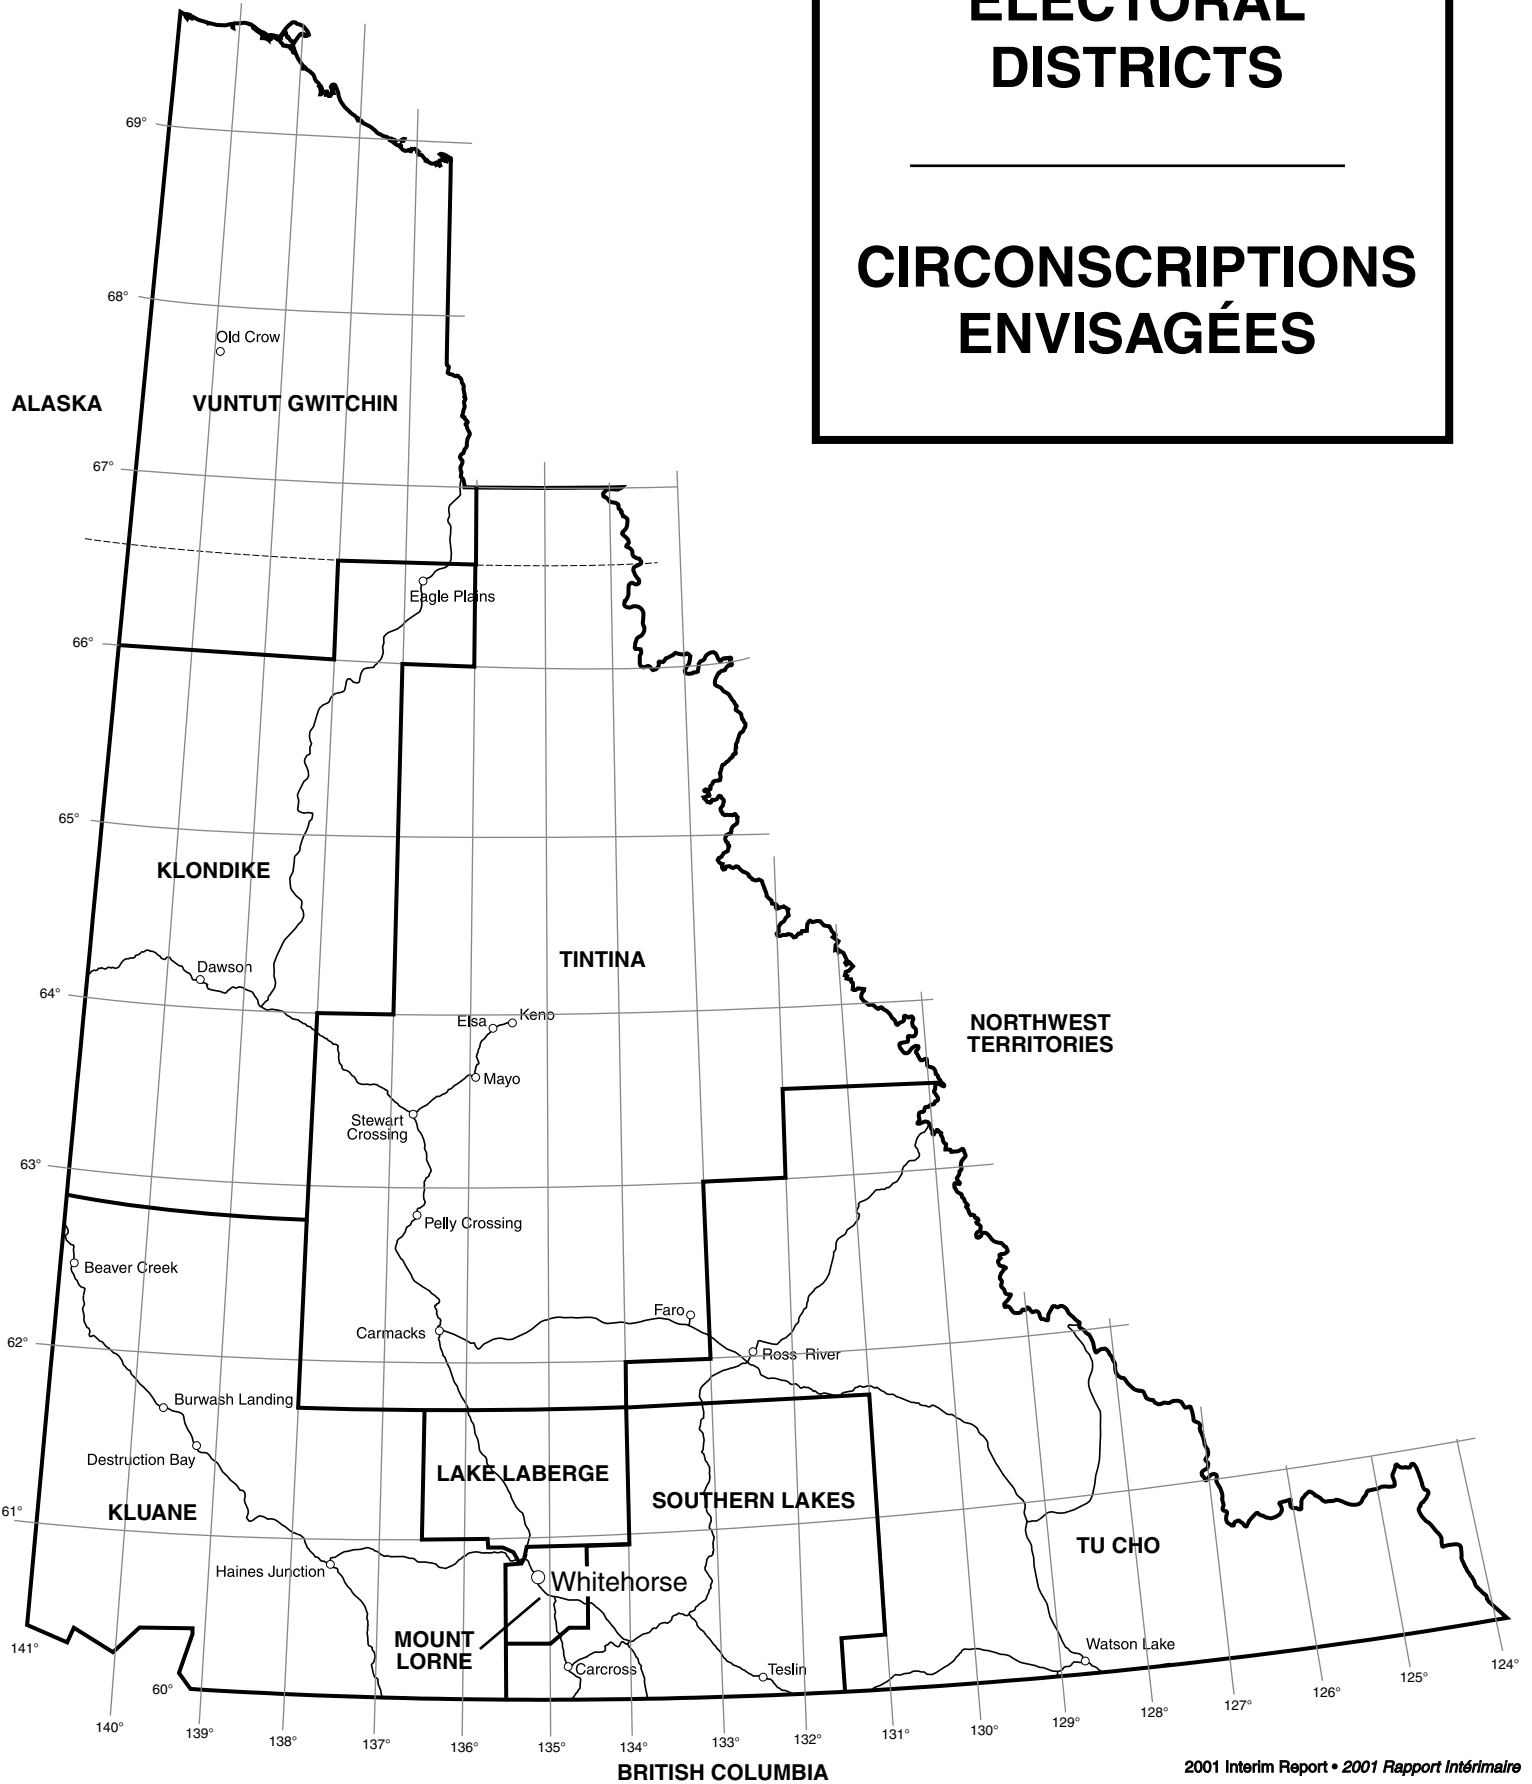 ELECTORAL
DISTRICTS
CIRCONSCRIPTIONS
ENVISAGÉES
69°
68°
Old Crow
ALASKA
VUNTUT GWITCHIN
67°
Eagle Plains
66°
65°
KLONDIKE
TINTINA
Dawson
64°
Elsa
Keno
NORTHWEST
TERRITORIES
Mayo
Stewart
Crossing
63°
Pelly Crossing
Beaver Creek
Faro
Carmacks
62°
Ross River
Burwash Landing
Destruction Bay
LAKE LABERGE
SOUTHERN LAKES
61°
KLUANE
TU CHO
Haines Junction
Whitehorse
MOUNT
LORNE
141°
Watson Lake
Carcross
Teslin
60°
124°
125°
126°
127°
128°
129°
130°
131°
132°
133°
134°
135°
136°
137°
138°
139°
140°
BRITISH COLUMBIA
2001 Interim Report • 2001 Rapport Intérimaire